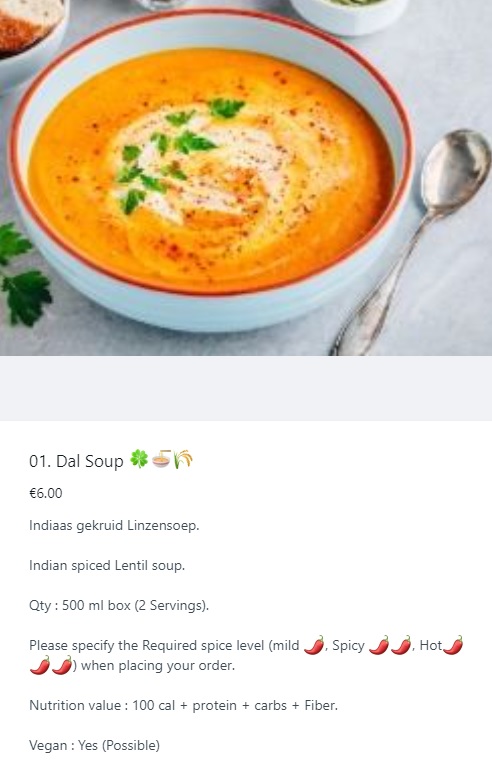 01. Dal Soup 🍀🍜🌾
€6.00
Indiaas gekruid Linzensoep.
Indian spiced Lentil soup.
Qty : 500 ml box (2 Servings).
Please specify the Required spice level (mild 🌶️, Spicy 🌶️🌶️, Hot🌶️
🌶️🌶️) when placing your order.
Nutrition value : 100 cal + protein + carbs + Fiber.
Vegan : Yes (Possible)